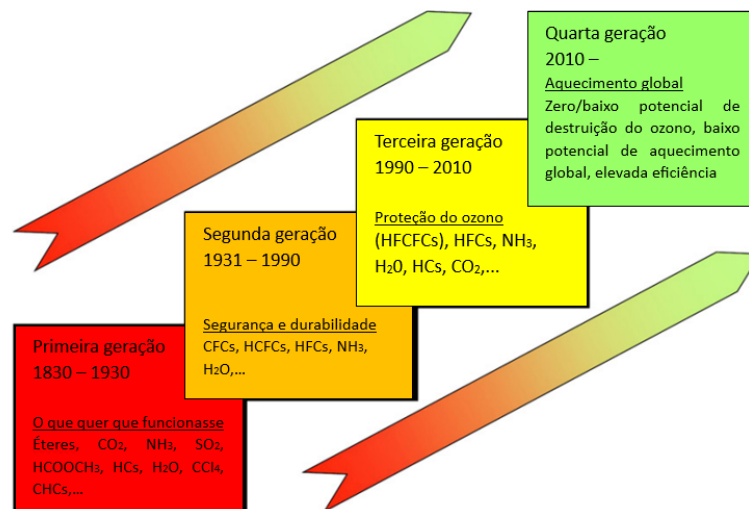 Primeira geração
1830 – 1930
O que quer que funcionasse
Éteres, CO₂, NH₃, SO₂,
HCOOCH₃, HCs, H₂O, CCl₄,
CHCs,...
Segunda geração
1931 – 1990
Segurança e durabilidade
CFCs, HCFCs, HFCs, NH₃,
H₂O,...
Terceira geração
1990 – 2010
Proteção do ozono
(HFCFCs), HFCs, NH₃,
H₂0, HCs, CO₂,...
Quarta geração
2010 –
Aquecimento global
Zero/baixo potencial de
destruição do ozono, baixo
potencial de aquecimento
global, elevada eficiência